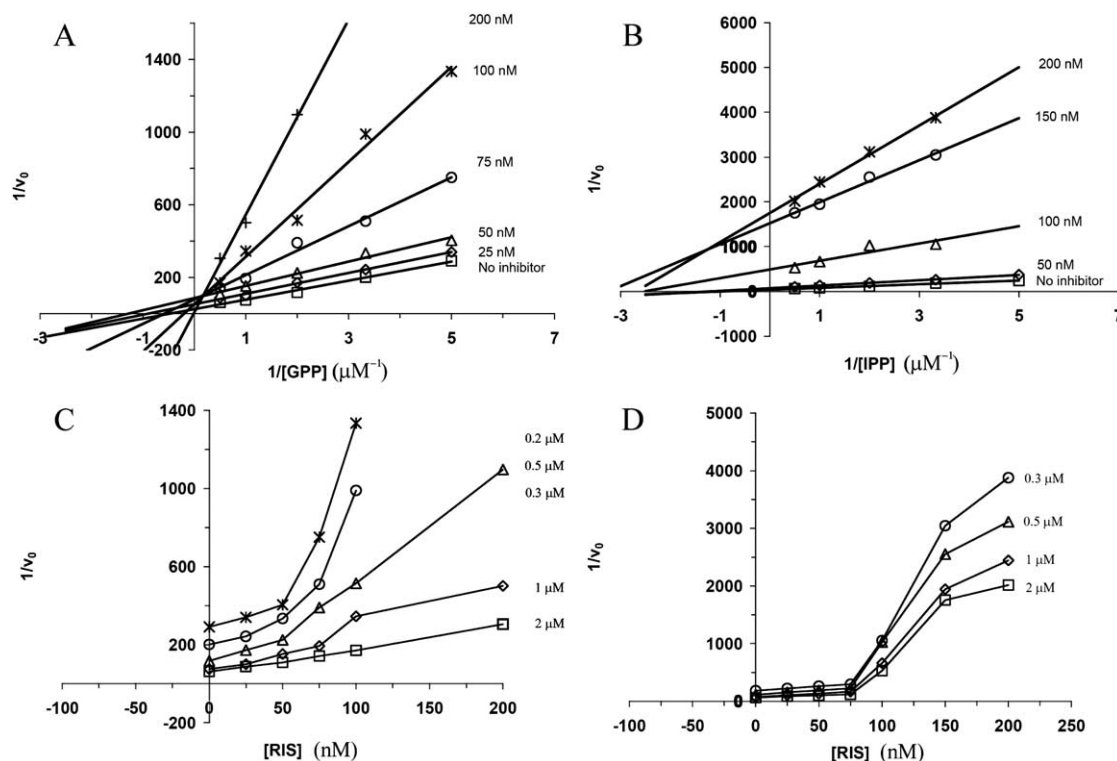 A
1400
1000
600
200
-200
-3
-1
1
3
5
7
1/v0
1/[GPP] (μM⁻¹)
200 nM
100 nM
75 nM
50 nM
25 nM
No inhibitor
B
6000
5000
4000
3000
2000
1000
0
-1000
-3
-1
1
3
5
7
1/v0
1/[IPP] (μM⁻¹)
200 nM
150 nM
100 nM
50 nM
No inhibitor
C
1400
1000
600
200
-200
-100
-50
0
50
100
150
200
1/v0
[RIS] (nM)
0.2 μM
0.5 μM
0.3 μM
1 μM
2 μM
D
5000
4000
3000
2000
1000
0
-100
-50
0
50
100
150
200
250
1/v0
[RIS] (nM)
0.3 μM
0.5 μM
1 μM
2 μM